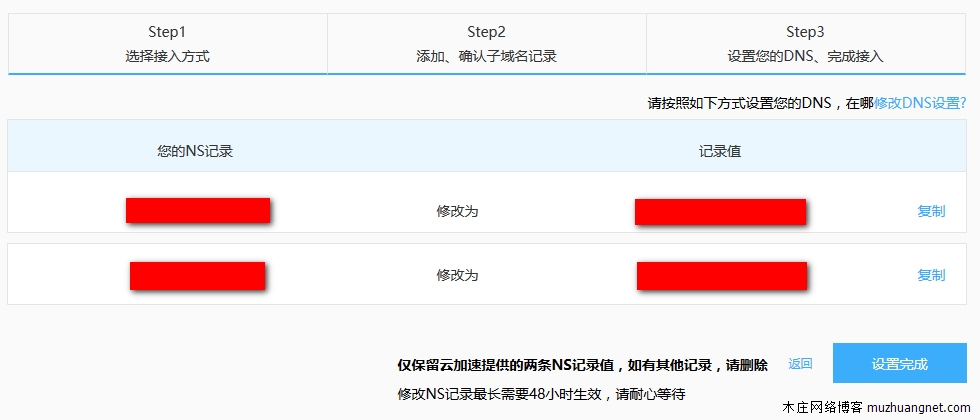 Step1 Step2 Step3
选择接入方式 添加、确认子域名记录 设置您的DNS、完成接入
请按照如下方式设置您的DNS，在哪修改DNS设置?
您的NS记录 记录值
修改为 复制
修改为 复制
仅保留云加速提供的两条NS记录值，如有其他记录，请删除 返回 设置完成
修改NS记录最长需要48小时生效，请耐心等待
木庄网络博客 muzhuangnet.com